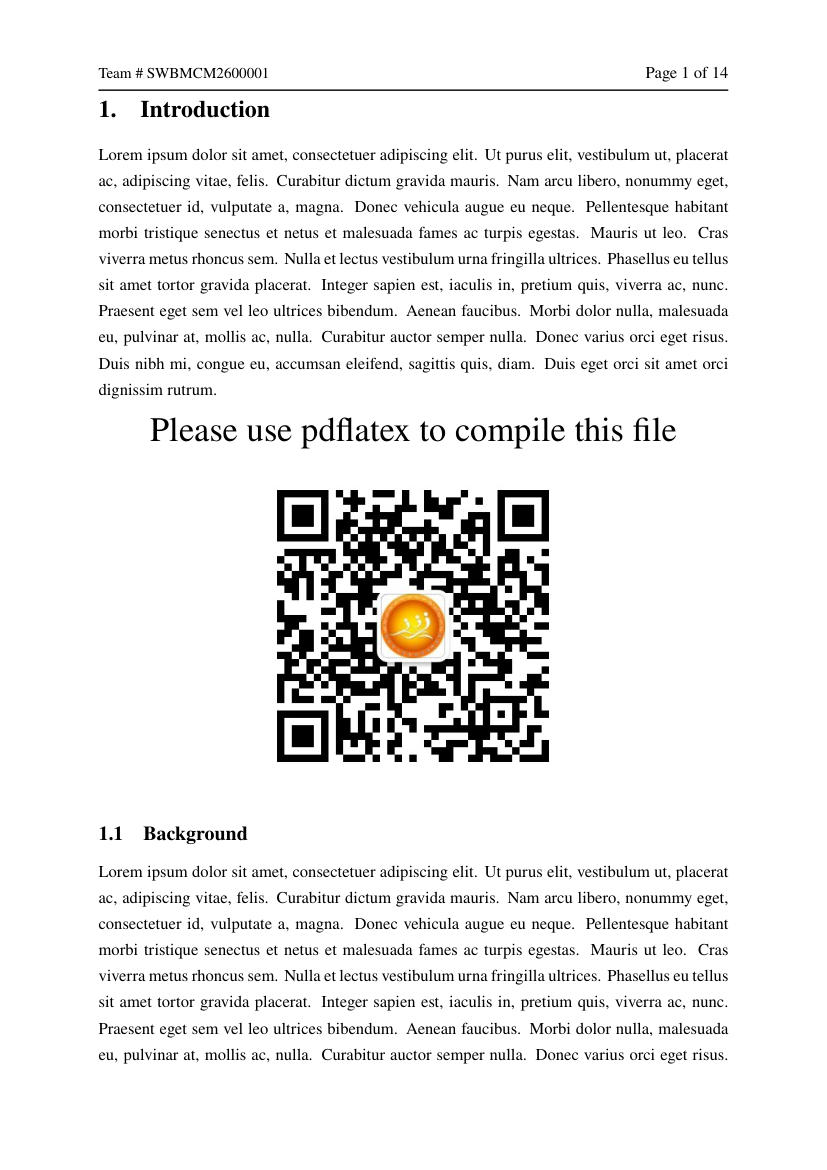 Team # SWBMCM2600001 Page 1 of 14
1. Introduction
Lorem ipsum dolor sit amet, consectetuer adipiscing elit. Ut purus elit, vestibulum ut, placerat
ac, adipiscing vitae, felis. Curabitur dictum gravida mauris. Nam arcu libero, nonummy eget,
consectetuer id, vulputate a, magna. Donec vehicula augue eu neque. Pellentesque habitant
morbi tristique senectus et netus et malesuada fames ac turpis egestas. Mauris ut leo. Cras
viverra metus rhoncus sem. Nulla et lectus vestibulum urna fringilla ultrices. Phasellus eu tellus
sit amet tortor gravida placerat. Integer sapien est, iaculis in, pretium quis, viverra ac, nunc.
Praesent eget sem vel leo ultrices bibendum. Aenean faucibus. Morbi dolor nulla, malesuada
eu, pulvinar at, mollis ac, nulla. Curabitur auctor semper nulla. Donec varius orci eget risus.
Duis nibh mi, congue eu, accumsan eleifend, sagittis quis, diam. Duis eget orci sit amet orci
dignissim rutrum.
Please use pdflatex to compile this file
1.1 Background
Lorem ipsum dolor sit amet, consectetuer adipiscing elit. Ut purus elit, vestibulum ut, placerat
ac, adipiscing vitae, felis. Curabitur dictum gravida mauris. Nam arcu libero, nonummy eget,
consectetuer id, vulputate a, magna. Donec vehicula augue eu neque. Pellentesque habitant
morbi tristique senectus et netus et malesuada fames ac turpis egestas. Mauris ut leo. Cras
viverra metus rhoncus sem. Nulla et lectus vestibulum urna fringilla ultrices. Phasellus eu tellus
sit amet tortor gravida placerat. Integer sapien est, iaculis in, pretium quis, viverra ac, nunc.
Praesent eget sem vel leo ultrices bibendum. Aenean faucibus. Morbi dolor nulla, malesuada
eu, pulvinar at, mollis ac, nulla. Curabitur auctor semper nulla. Donec varius orci eget risus.